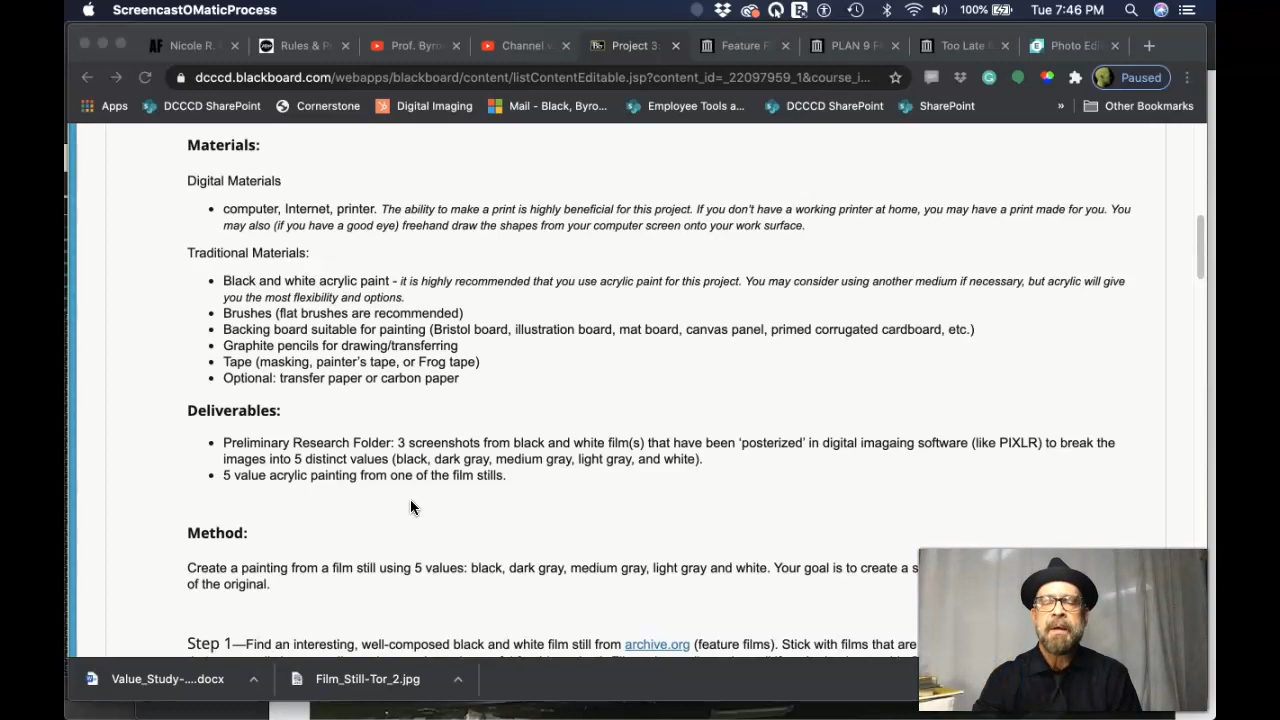 ScreencastOMaticProcess
100%
Tue 7:46 PM
Nicole R.
Rules & P
Prof. Byro
Channel
Project 3:
Feature F
PLAN 9 F
Too Late f
Photo Edi
dcccd.blackboard.com/webapps/blackboard/content/listContentEditable.jsp?content_id=_22097959_1&course_i...
Paused
Apps
DCCCD SharePoint
Cornerstone
Digital Imaging
Mail - Black, Byro...
Employee Tools a...
DCCCD SharePoint
SharePoint
»
Other Bookmarks
Materials:
Digital Materials
• computer, Internet, printer. The ability to make a print is highly beneficial for this project. If you don't have a working printer at home, you may have a print made for you. You
may also (if you have a good eye) freehand draw the shapes from your computer screen onto your work surface.
Traditional Materials:
• Black and white acrylic paint - it is highly recommended that you use acrylic paint for this project. You may consider using another medium if necessary, but acrylic will give
you the most flexibility and options.
• Brushes (flat brushes are recommended)
• Backing board suitable for painting (Bristol board, illustration board, mat board, canvas panel, primed corrugated cardboard, etc.)
• Graphite pencils for drawing/transferring
• Tape (masking, painter's tape, or Frog tape)
• Optional: transfer paper or carbon paper
Deliverables:
• Preliminary Research Folder: 3 screenshots from black and white film(s) that have been 'posterized' in digital imagaing software (like PIXLR) to break the
images into 5 distinct values (black, dark gray, medium gray, light gray, and white).
• 5 value acrylic painting from one of the film stills.
Method:
Create a painting from a film still using 5 values: black, dark gray, medium gray, light gray and white. Your goal is to create a s
of the original.
Step 1—Find an interesting, well-composed black and white film still from archive.org (feature films). Stick with films that are
Value_Study-....docx
Film_Still-Tor_2.jpg